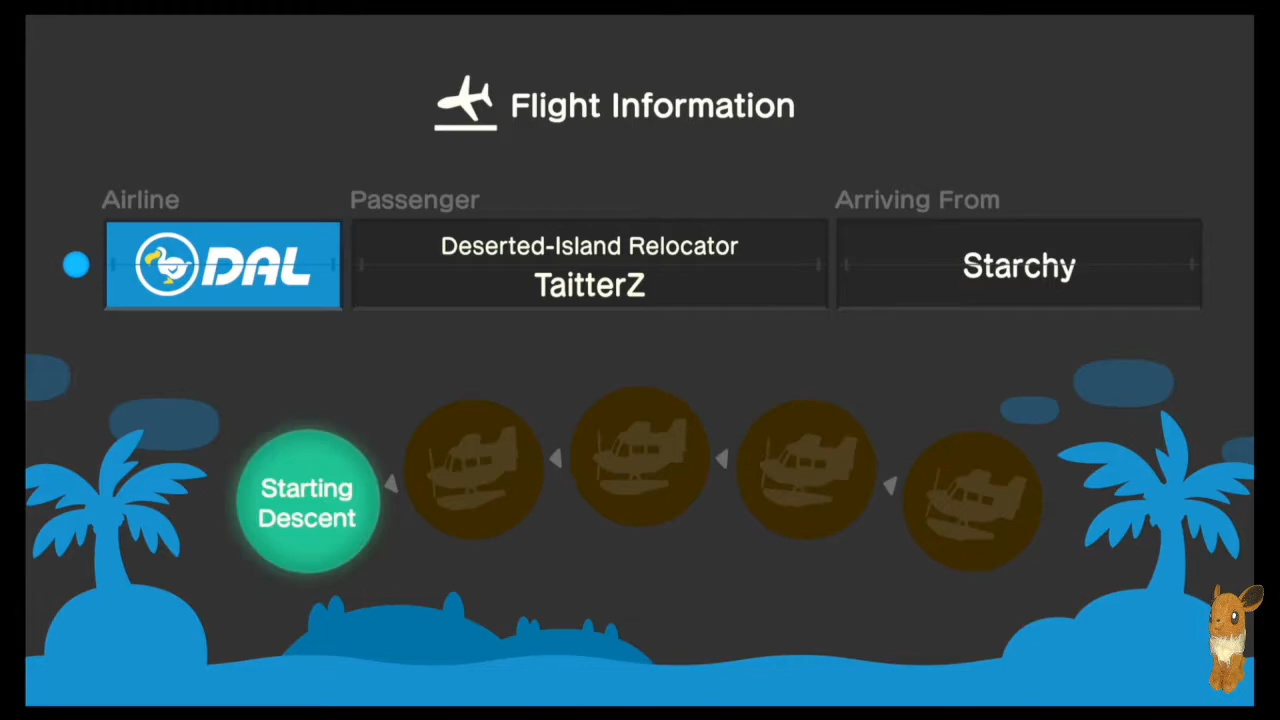 Flight Information
Airline
Passenger
Arriving From
DAL
Deserted-Island Relocator
TaitterZ
Starchy
Starting
Descent